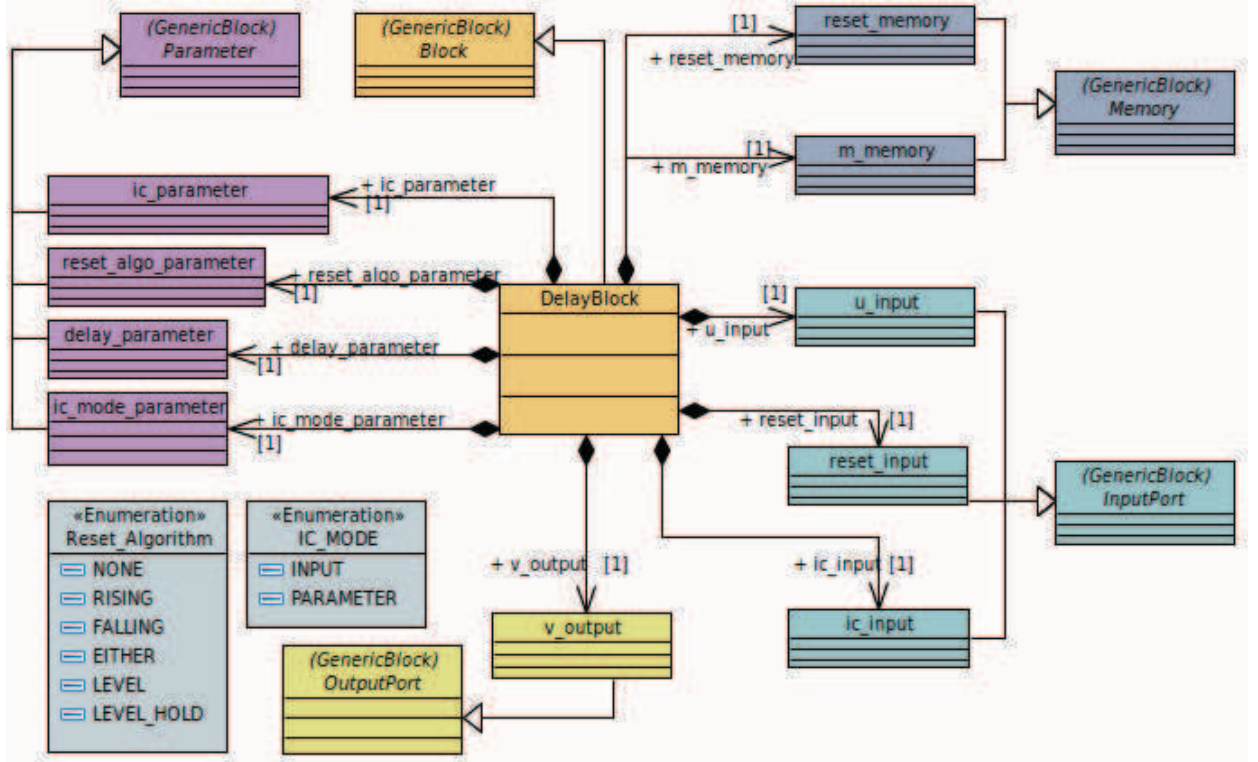 (GenericBlock)
Parameter
(GenericBlock)
Block
[1]
+ reset_memory
reset_memory
(GenericBlock)
Memory
[1]
+ m_memory
m_memory
ic_parameter
+ ic_parameter
[1]
reset_algo_parameter
+ reset_algo_parameter
[1]
DelayBlock
[1]
+ u_input
u_input
delay_parameter
+ delay_parameter
[1]
ic_mode_parameter
+ ic_mode_parameter
[1]
+ reset_input
[1]
reset_input
(GenericBlock)
InputPort
«Enumeration»
Reset_Algorithm
NONE
RISING
FALLING
EITHER
LEVEL
LEVEL_HOLD
«Enumeration»
IC_MODE
INPUT
PARAMETER
+ v_output
[1]
+ ic_input
[1]
v_output
ic_input
(GenericBlock)
OutputPort